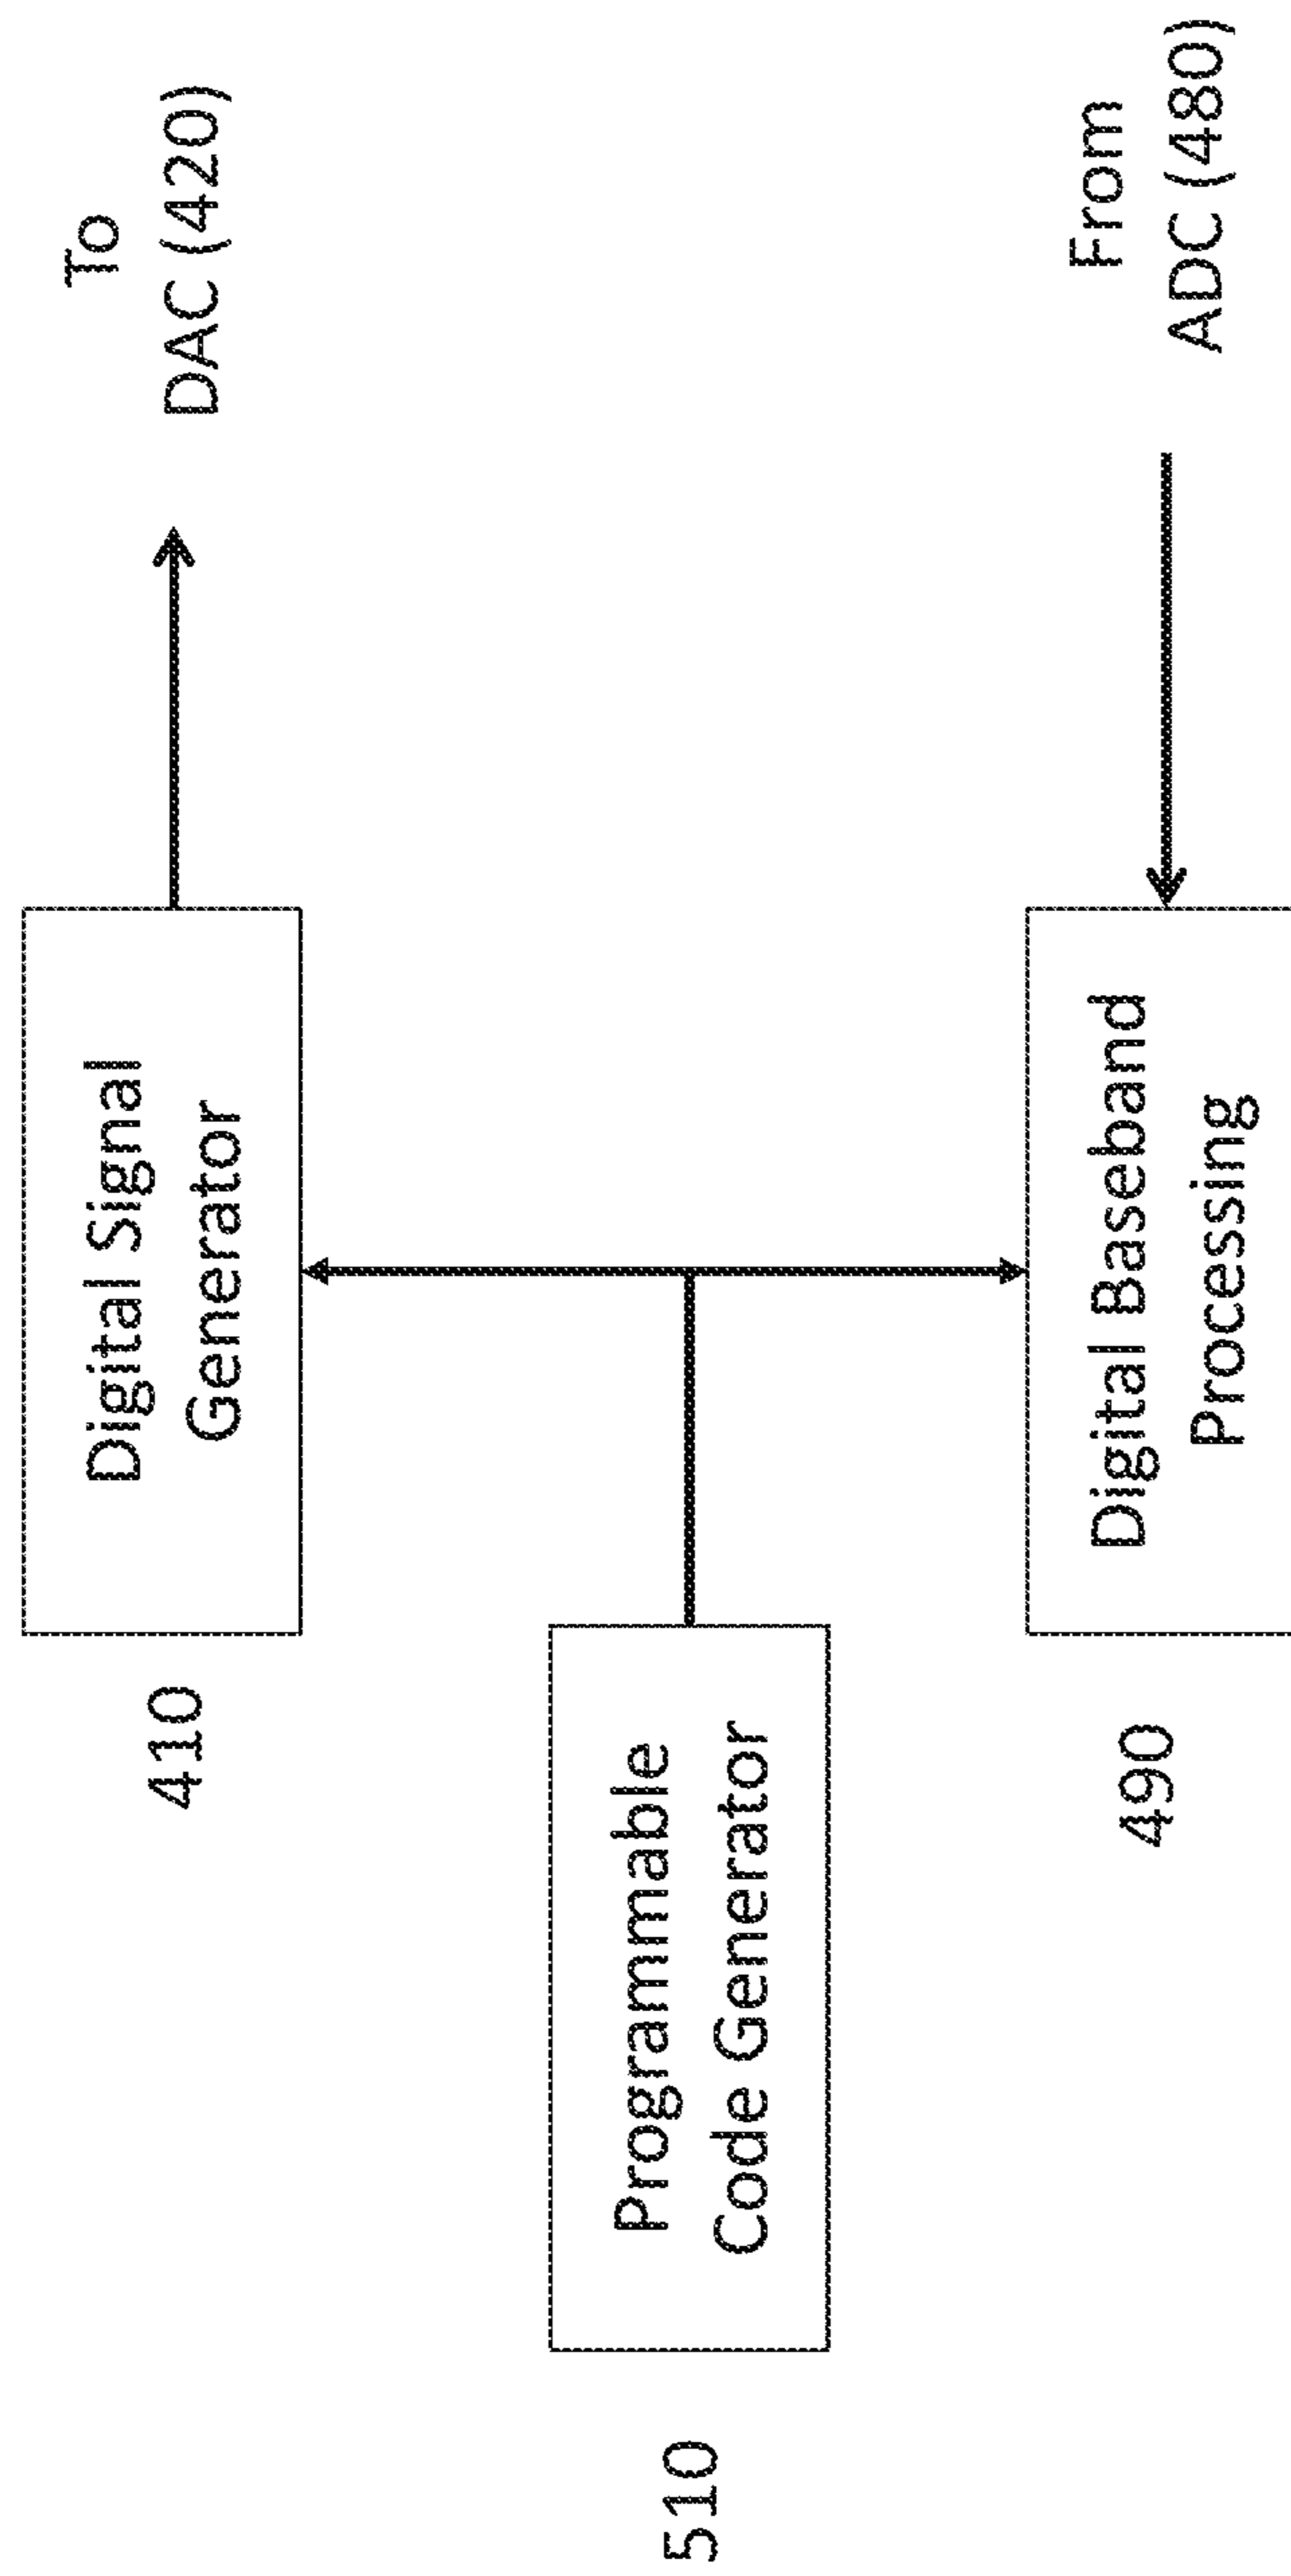 410
Digital Signal
Generator
To
DAC (420)
510
Programmable
Code Generator
490
Digital Baseband
Processing
From
ADC (480)